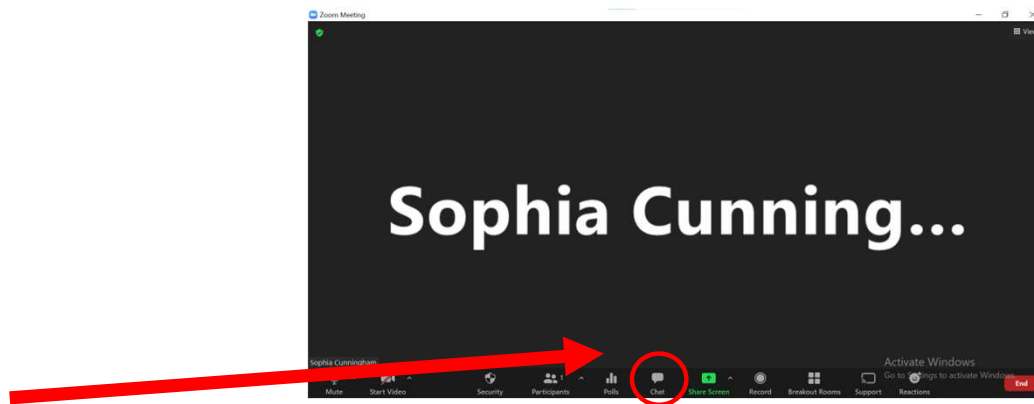 Zoom Meeting
View
Sophia Cunning...
Sophia Cunningham
Activate Windows
Go to Settings to activate Windows.
Mute
Start Video
Security
Participants
1
Polls
Chat
Share Screen
Record
Breakout Rooms
Support
Reactions
End